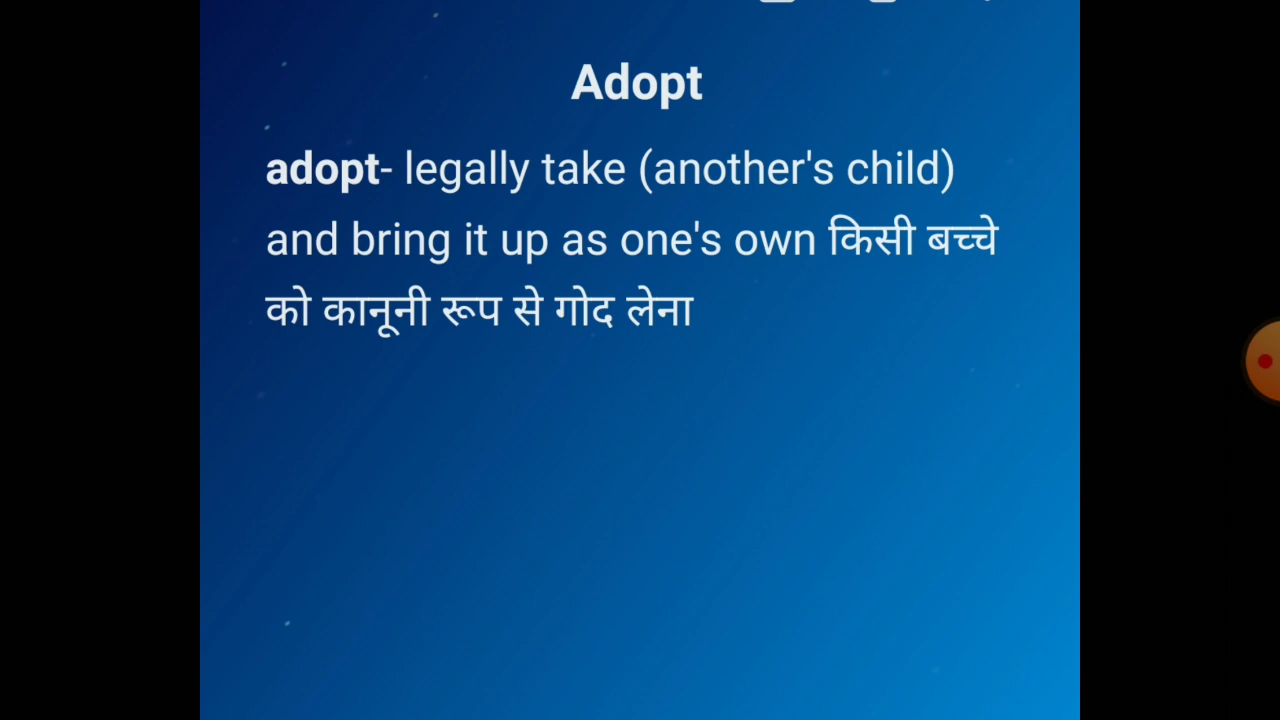 Adopt
adopt- legally take (another's child)
and bring it up as one's own किसी बच्चे
को कानूनी रूप से गोद लेना